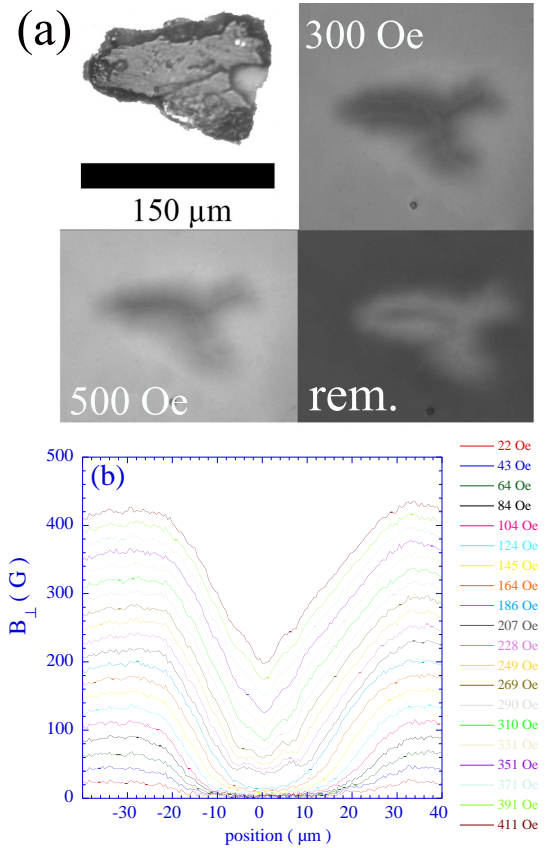 (a)
300 Oe
150 µm
500 Oe
rem.
(b)
500
400
300
200
100
0
B⊥ ( G )
-30 -20 -10 0 10 20 30 40
position ( µm )
22 Oe
43 Oe
64 Oe
84 Oe
104 Oe
124 Oe
145 Oe
164 Oe
186 Oe
207 Oe
228 Oe
249 Oe
269 Oe
290 Oe
310 Oe
331 Oe
351 Oe
371 Oe
391 Oe
411 Oe